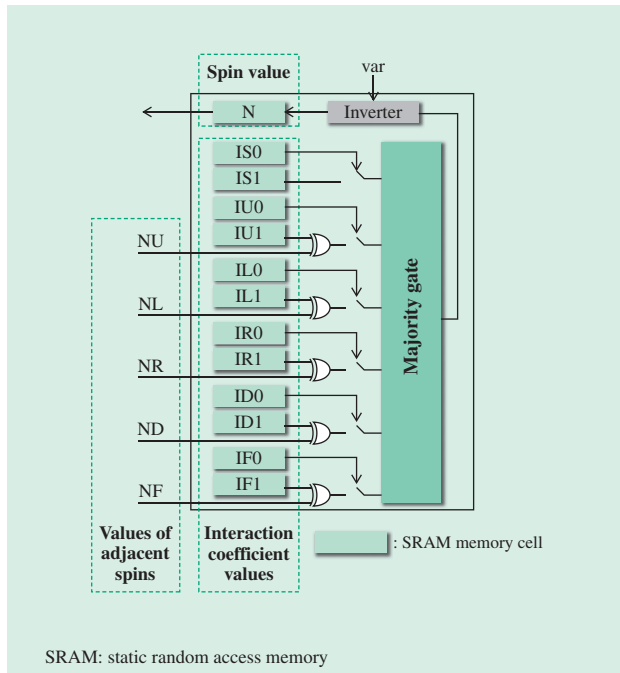 Spin value
var
N
Inverter
IS0
IS1
IU0
IU1
NU
IL0
IL1
NL
IR0
IR1
NR
ID0
ID1
ND
IF0
IF1
NF
Majority gate
Values of
adjacent
spins
Interaction
coefficient
values
: SRAM memory cell
SRAM: static random access memory